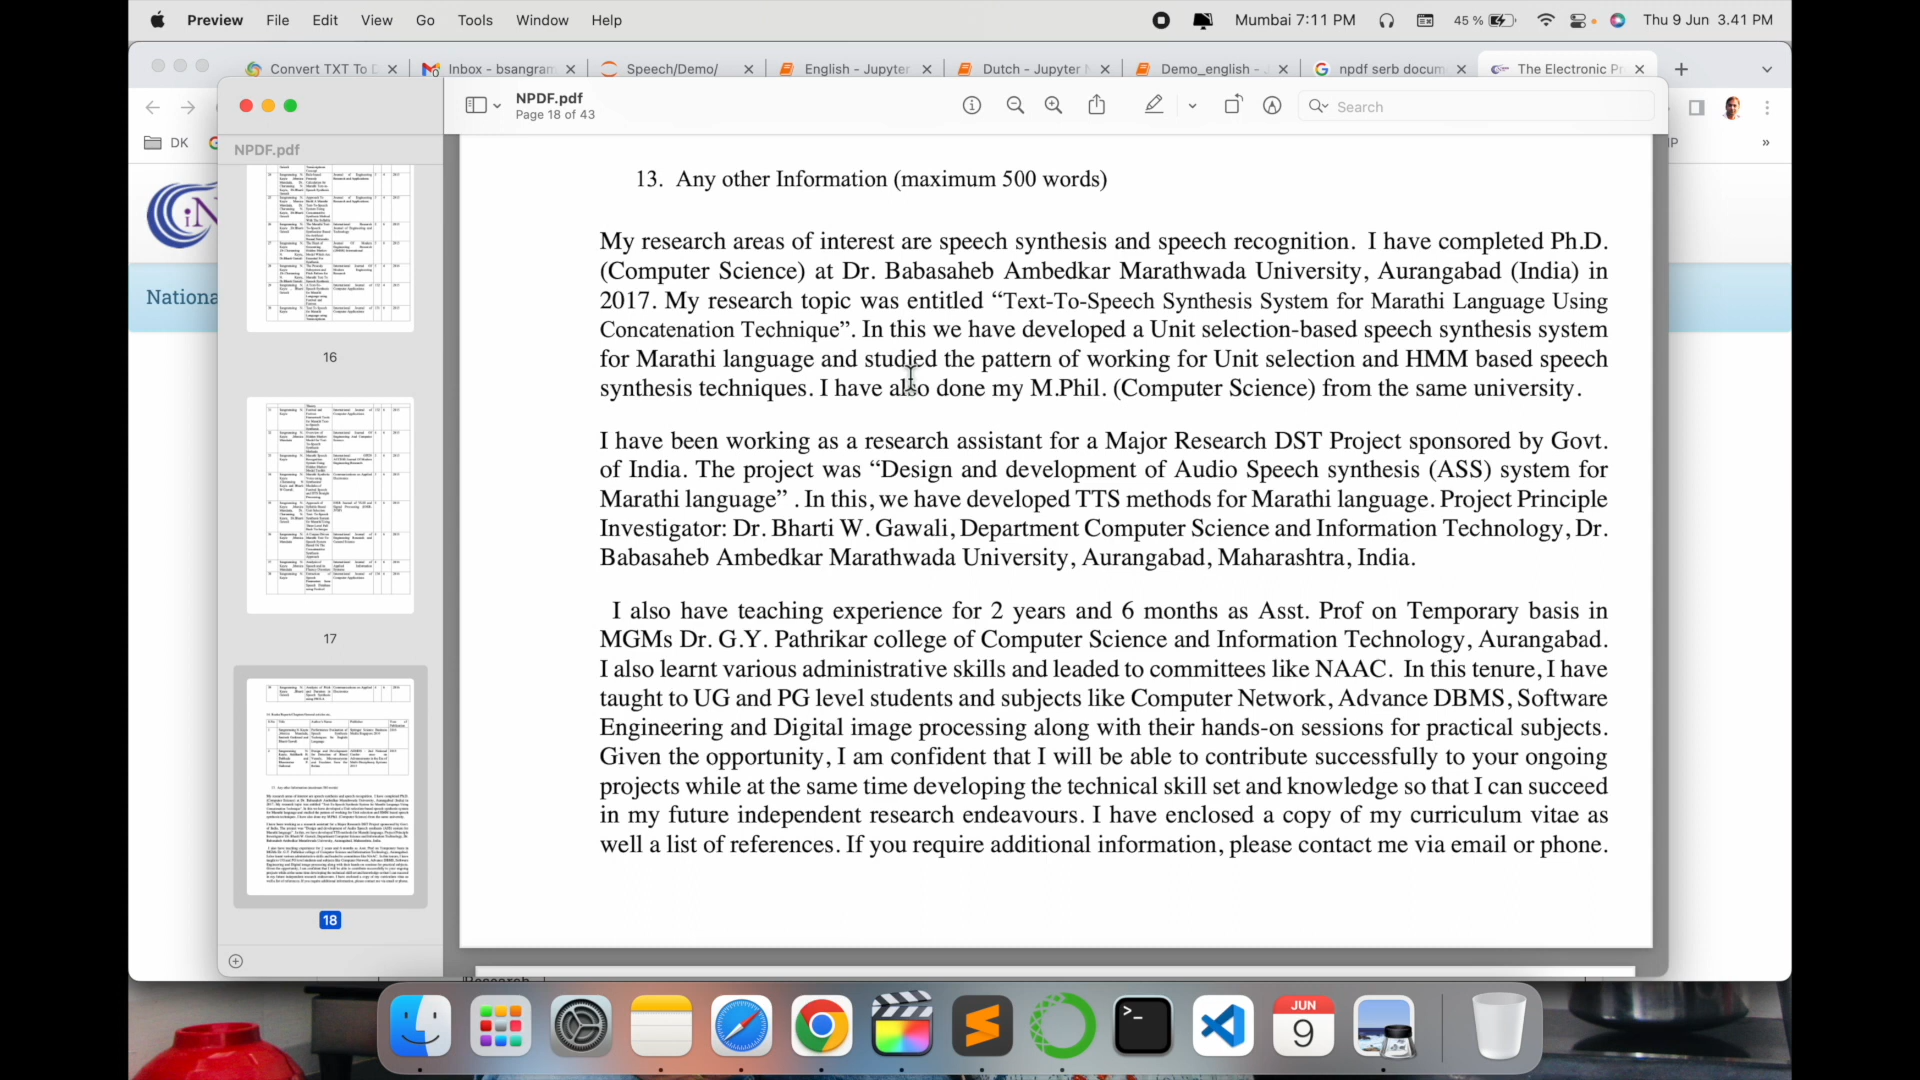 Preview File Edit View Go Tools Window Help Mumbai 7:11 PM 45 % Thu 9 Jun 3.41 PM
Convert TXT To D Inbox - bsangram Speech/Demo/ English - Jupyter Dutch - Jupyter N Demo_english - npdf serb docum The Electronic Pr
NPDF.pdf
Page 18 of 43
Search
DK
NPDF.pdf
iN
Nationa
16
17
18
13. Any other Information (maximum 500 words)
My research areas of interest are speech synthesis and speech recognition. I have completed Ph.D.
(Computer Science) at Dr. Babasaheb Ambedkar Marathwada University, Aurangabad (India) in
2017. My research topic was entitled “Text-To-Speech Synthesis System for Marathi Language Using
Concatenation Technique”. In this we have developed a Unit selection-based speech synthesis system
for Marathi language and studied the pattern of working for Unit selection and HMM based speech
synthesis techniques. I have also done my M.Phil. (Computer Science) from the same university.
I have been working as a research assistant for a Major Research DST Project sponsored by Govt.
of India. The project was “Design and development of Audio Speech synthesis (ASS) system for
Marathi language” . In this, we have developed TTS methods for Marathi language. Project Principle
Investigator: Dr. Bharti W. Gawali, Department Computer Science and Information Technology, Dr.
Babasaheb Ambedkar Marathwada University, Aurangabad, Maharashtra, India.
I also have teaching experience for 2 years and 6 months as Asst. Prof on Temporary basis in
MGMs Dr. G.Y. Pathrikar college of Computer Science and Information Technology, Aurangabad.
I also learnt various administrative skills and leaded to committees like NAAC. In this tenure, I have
taught to UG and PG level students and subjects like Computer Network, Advance DBMS, Software
Engineering and Digital image processing along with their hands-on sessions for practical subjects.
Given the opportunity, I am confident that I will be able to contribute successfully to your ongoing
projects while at the same time developing the technical skill set and knowledge so that I can succeed
in my future independent research endeavours. I have enclosed a copy of my curriculum vitae as
well a list of references. If you require additional information, please contact me via email or phone.
JUN
9